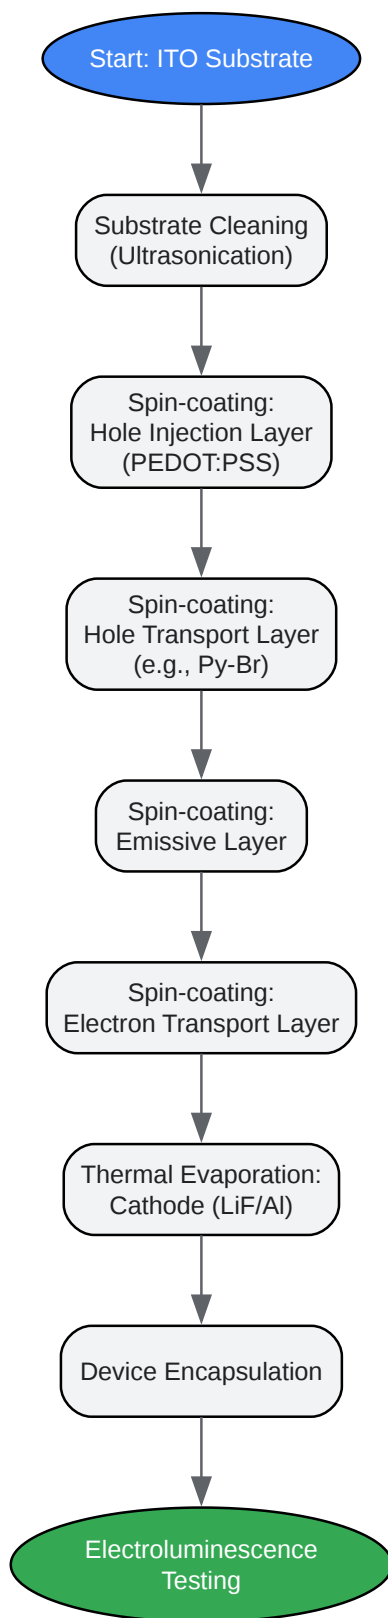 Start: ITO Substrate
Substrate Cleaning
(Ultrasonication)
Spin-coating:
Hole Injection Layer
(PEDOT:PSS)
Spin-coating:
Hole Transport Layer
(e.g., Py-Br)
Spin-coating:
Emissive Layer
Spin-coating:
Electron Transport Layer
Thermal Evaporation:
Cathode (LiF/Al)
Device Encapsulation
Electroluminescence
Testing